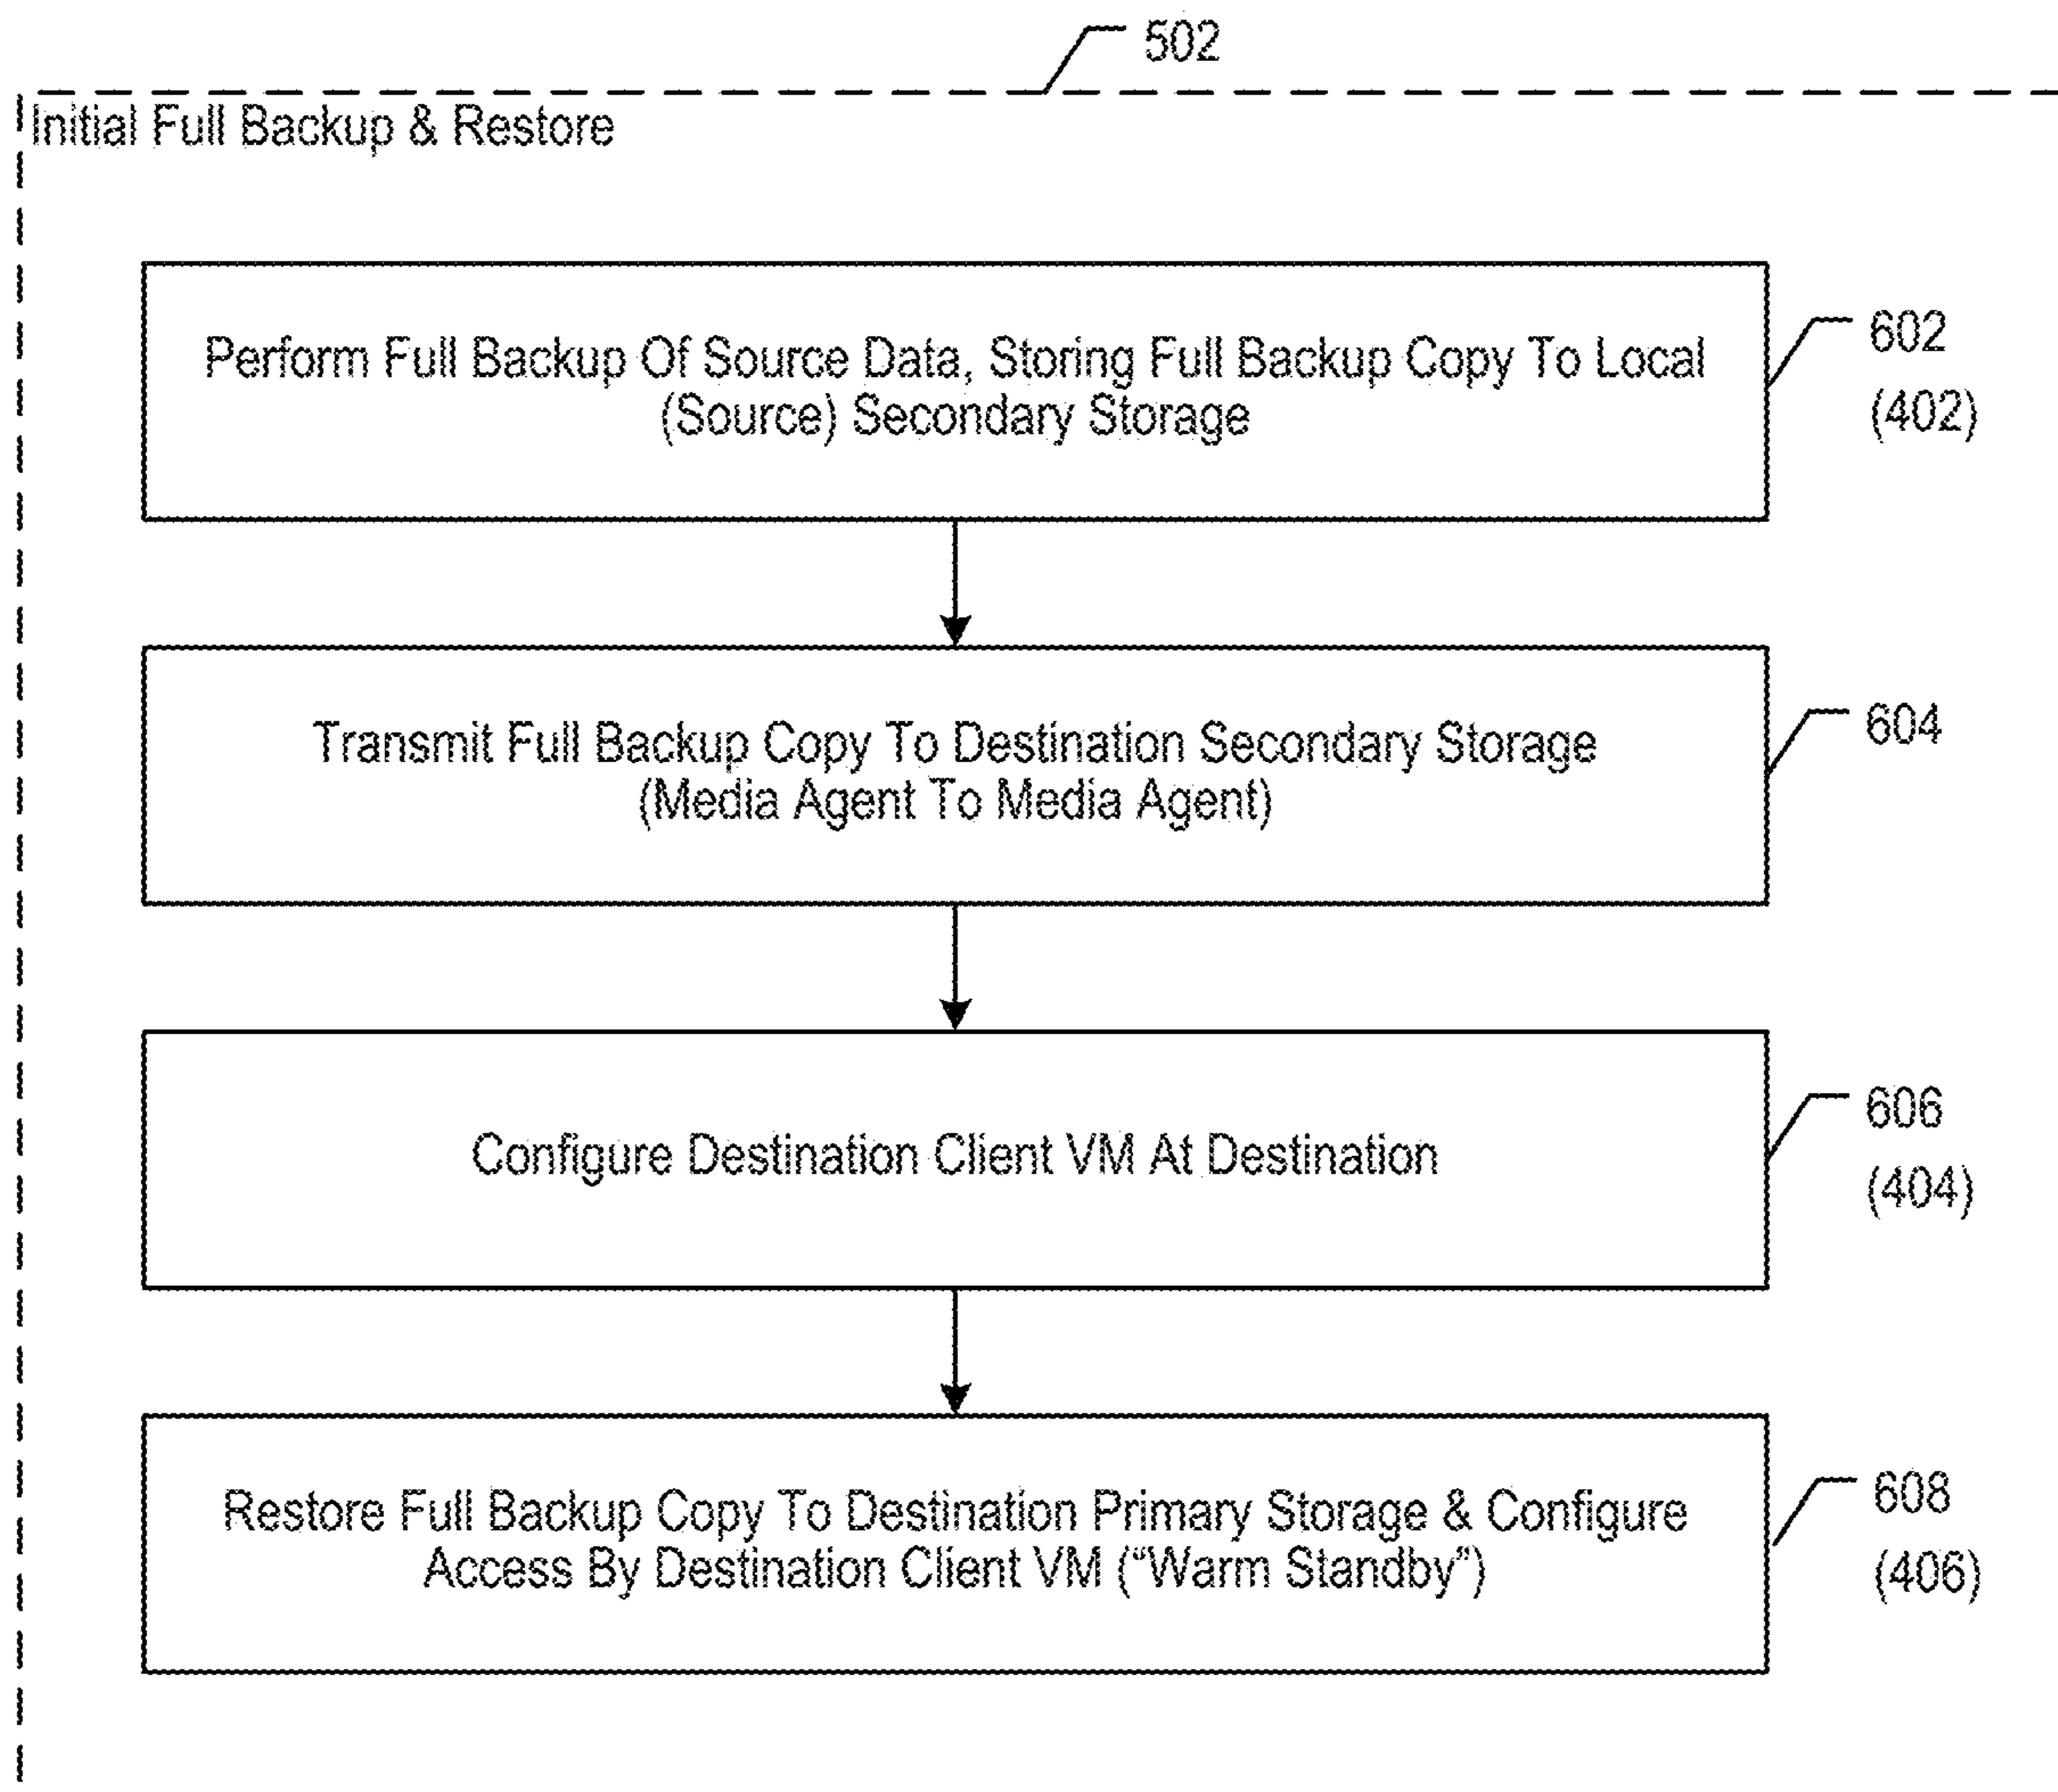 502
Initial Full Backup & Restore
Perform Full Backup Of Source Data, Storing Full Backup Copy To Local
(Source) Secondary Storage
602
(402)
Transmit Full Backup Copy To Destination Secondary Storage
(Media Agent To Media Agent)
604
Configure Destination Client VM At Destination
606
(404)
Restore Full Backup Copy To Destination Primary Storage & Configure
Access By Destination Client VM (“Warm Standby”)
608
(406)